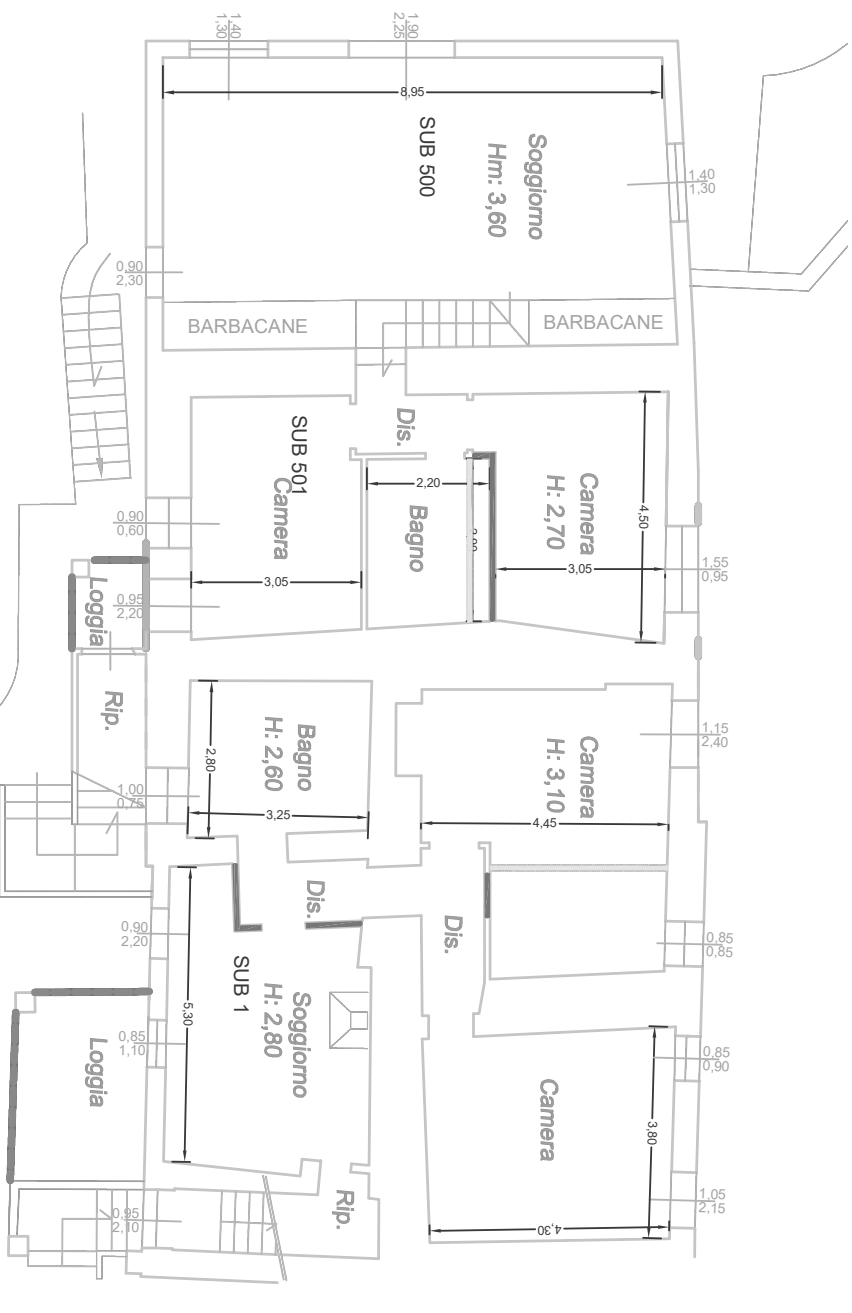 1,40
1,30
1,90
2,25
8,95
SUB 500
Soggiorno
Hm: 3,60
1,40
1,30
0,90
2,30
BARBACANE
BARBACANE
Dis.
SUB 501
Camera
2,20
Bagno
Camera
H: 2,70
4,50
0,90
0,60
3,05
3,05
1,55
0,95
0,95
2,20
Loggia
Rip.
Bagno
H: 2,60
2,80
3,25
1,00
0,75
Camera
H: 3,10
4,45
1,15
2,40
Dis.
Dis.
0,90
2,20
0,85
0,85
SUB 1
Soggiorno
H: 2,80
5,30
0,85
1,10
Loggia
0,85
0,90
Camera
3,80
4,30
1,05
2,15
Rip.
0,95
2,10